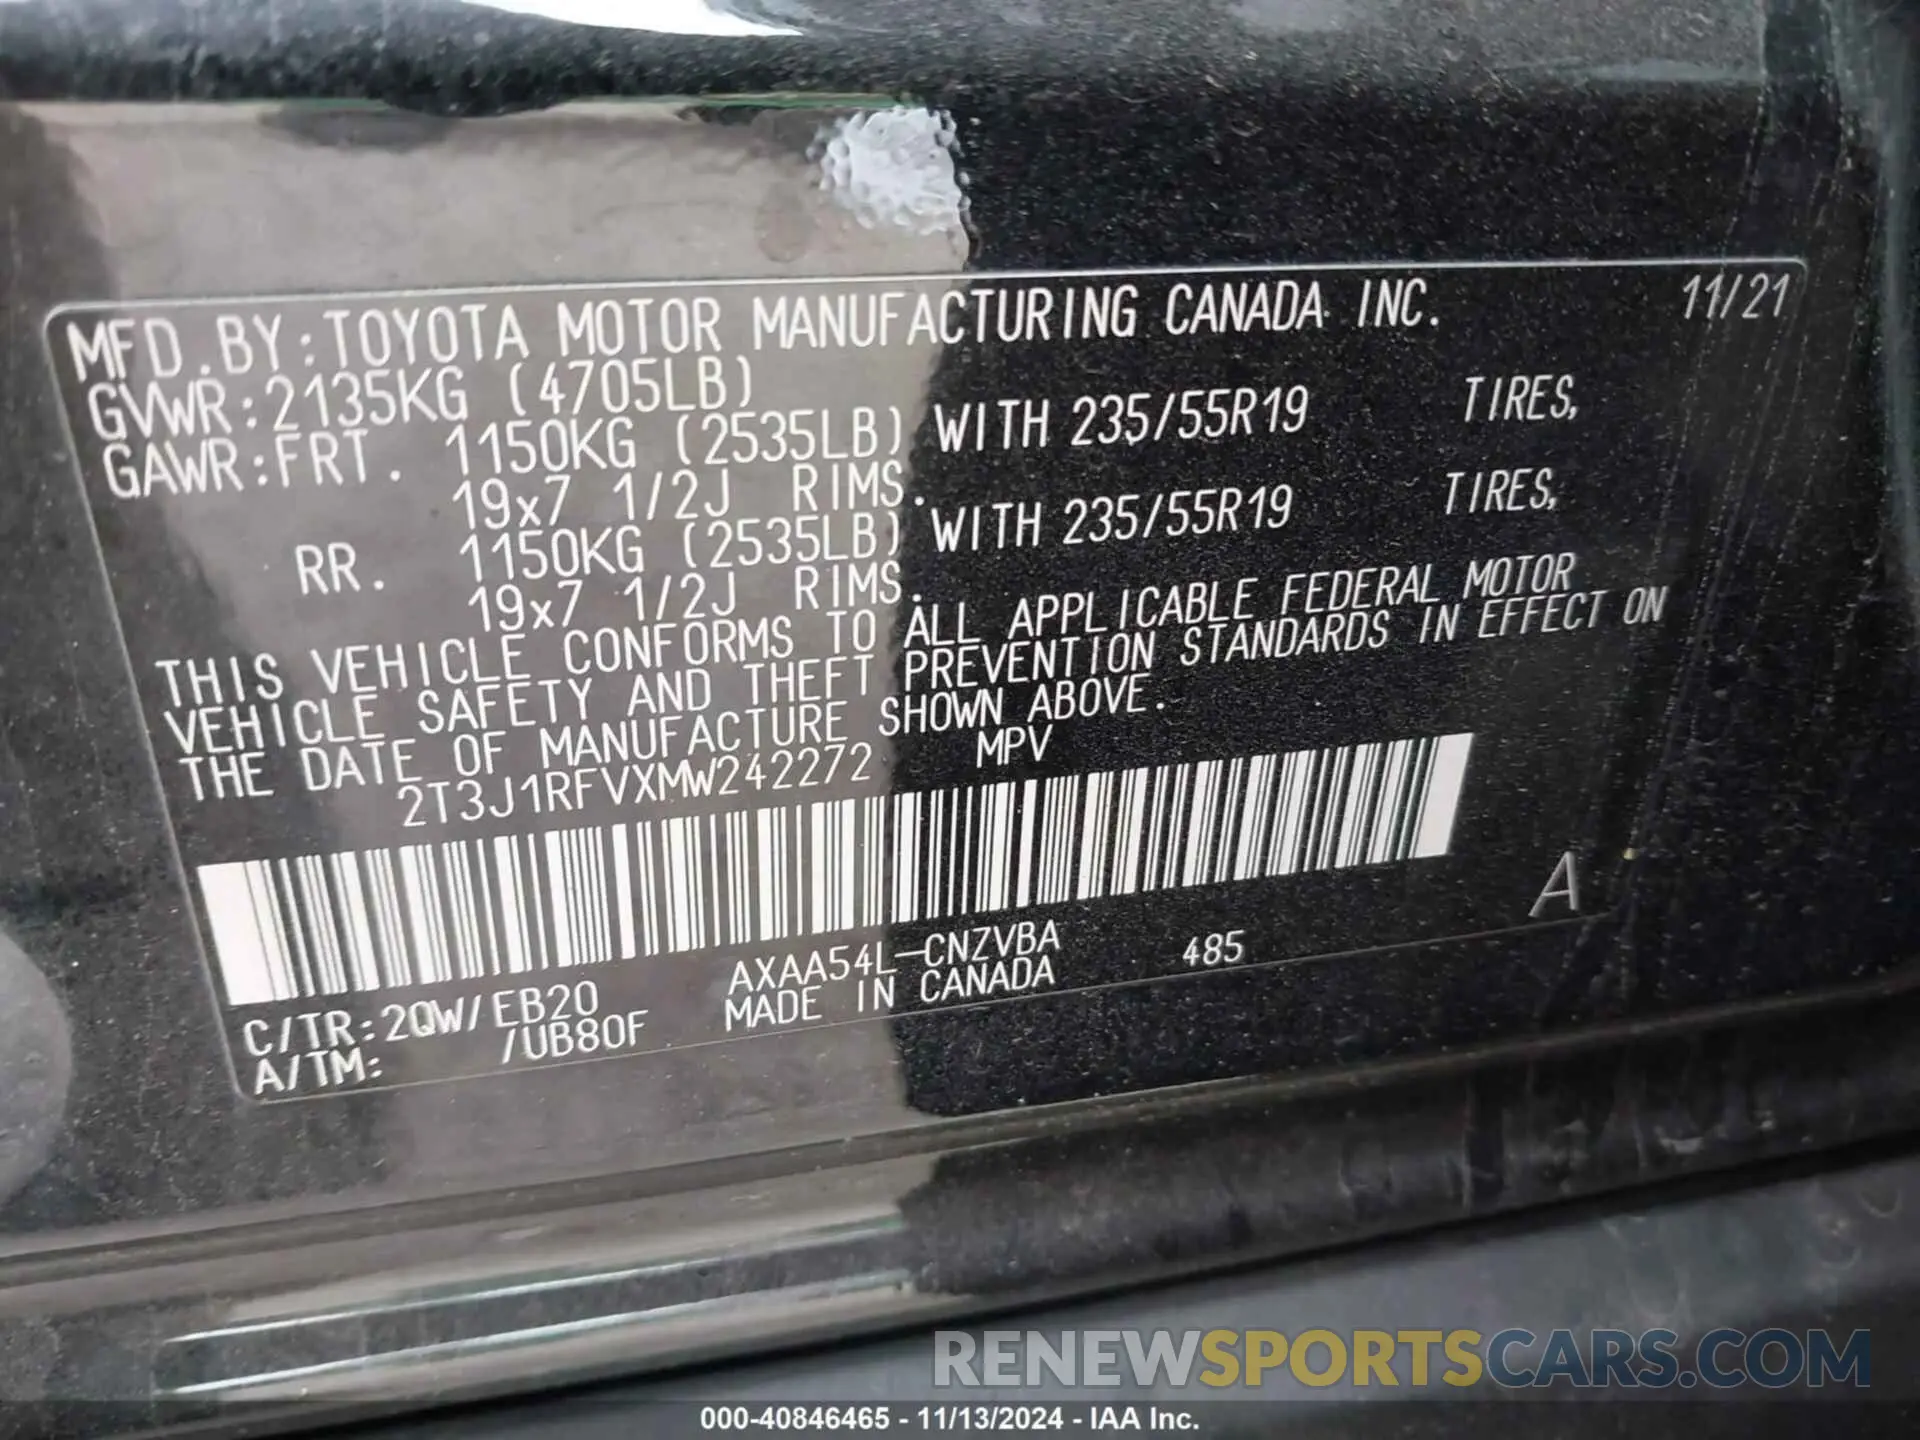 MFD.BY:TOYOTA MOTOR MANUFACTURING CANADA INC. 11/21
GVWR:2135KG (4705LB)
GAWR:FRT. 1150KG (2535LB) WITH 235/55R19 TIRES,
19x7 1/2J RIMS.
RR. 1150KG (2535LB) WITH 235/55R19 TIRES,
19x7 1/2J RIMS.
THIS VEHICLE CONFORMS TO ALL APPLICABLE FEDERAL MOTOR
VEHICLE SAFETY AND THEFT PREVENTION STANDARDS IN EFFECT ON
THE DATE OF MANUFACTURE SHOWN ABOVE.
2T3J1RFVXMW242272 MPV
A
C/TR:2QW/EB20 AXAA54L-CNZVBA 485
A/TM: /UB80F MADE IN CANADA
RENEWSPORTSCARS.COM
000-40846465 - 11/13/2024 - IAA Inc.